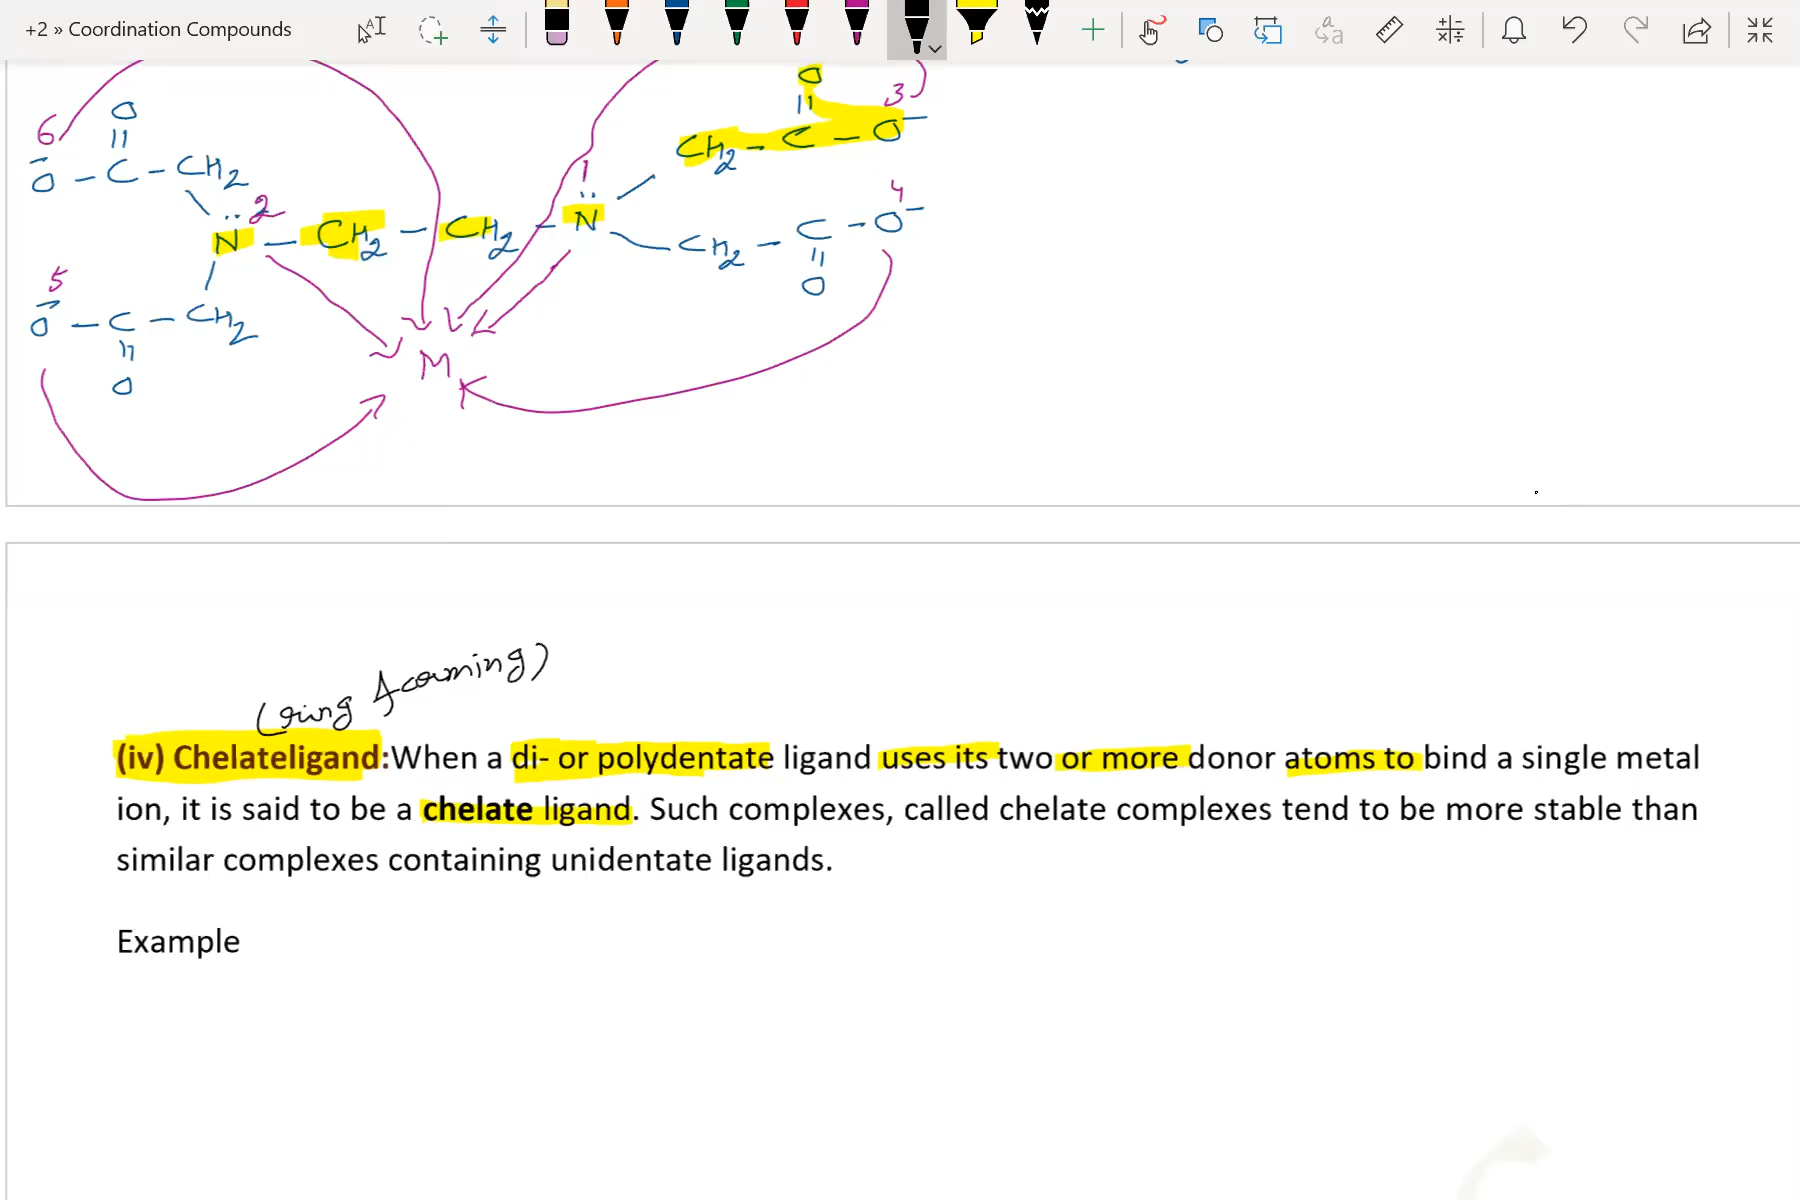 +2 » Coordination Compounds
O
||
6
Ō – C – CH2
2
N – CH2 – CH2 – N
1
O
||
3
CH2 – C – O⁻
4
CH2 – C – O⁻
||
O
5
Ō – C – CH2
||
O
M
(ring forming)
(iv) Chelateligand:When a di- or polydentate ligand uses its two or more donor atoms to bind a single metal
ion, it is said to be a chelate ligand. Such complexes, called chelate complexes tend to be more stable than
similar complexes containing unidentate ligands.
Example